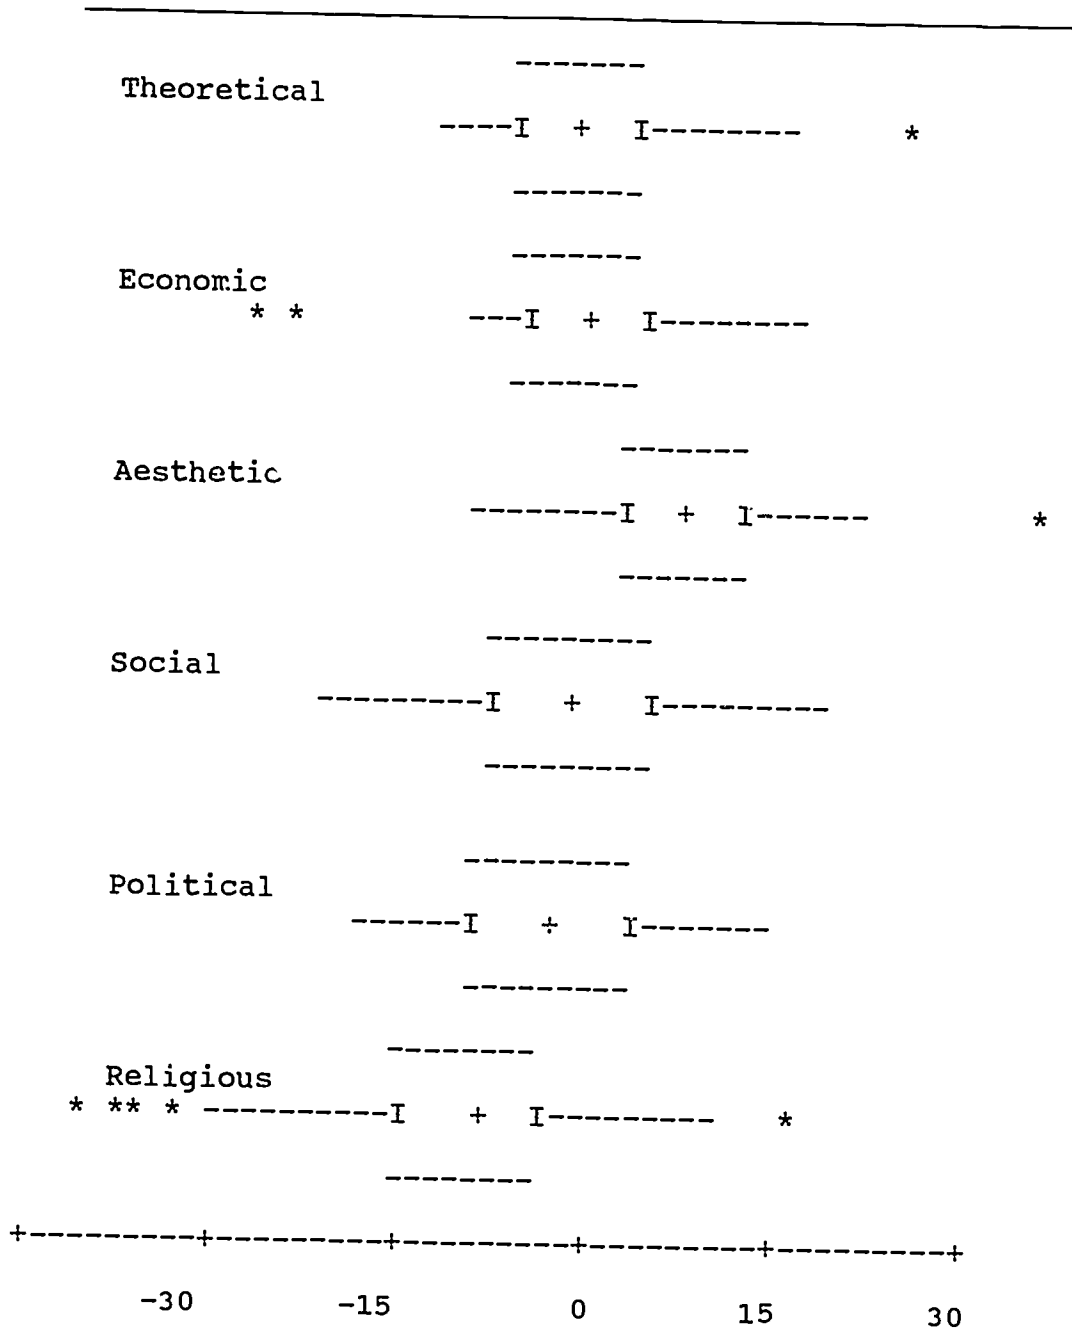 -------
Theoretical
----I + I-------- *
-------
-------
Economic
* * ---I + I--------
-------
-------
Aesthetic
--------I + I------ *
-------
---------
Social
---------I + I---------
---------
---------
Political
------I + I-------
---------
--------
Religious
* ** * ----------I + I--------- *
--------
+---------+---------+---------+---------+---------+
-30 -15 0 15 30